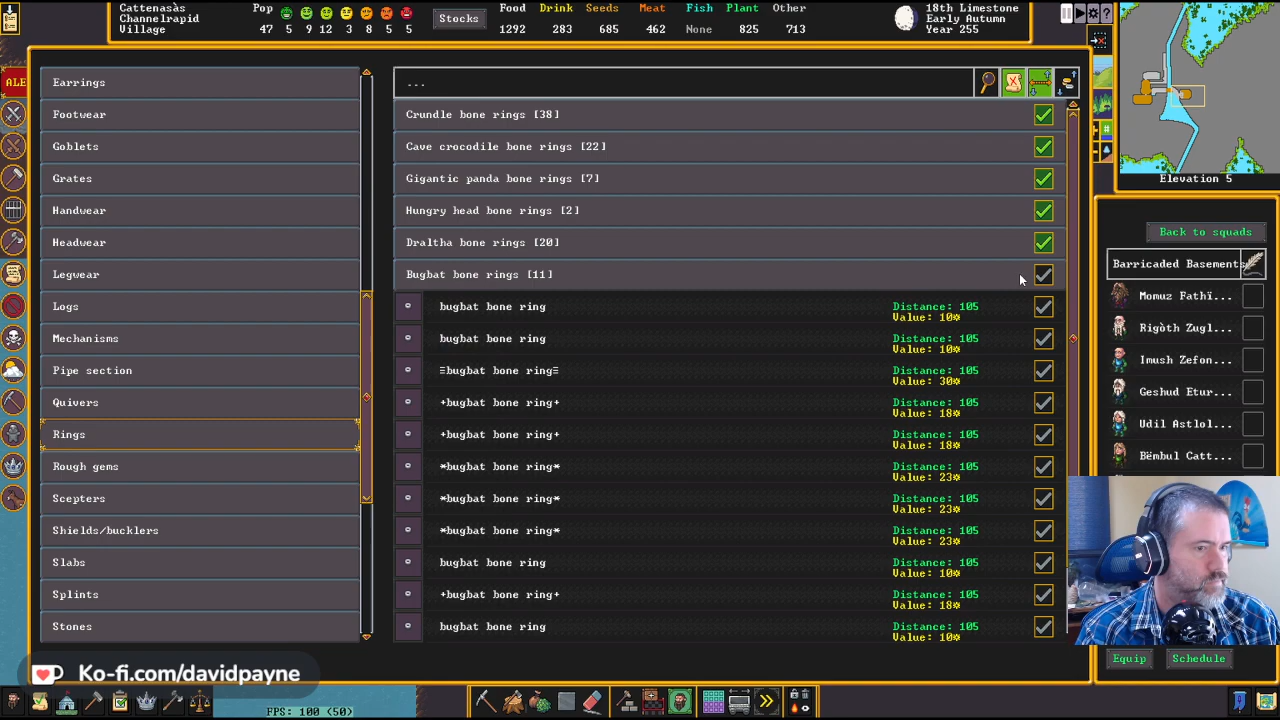 Cattenasàs
Channelrapid
Village
Pop
47 5 9 12 3 8 5 5
Stocks
Food Drink Seeds Meat Fish Plant Other
1292 283 685 462 None 825 713
18th Limestone
Early Autumn
Year 255
ALE
Earrings
Footwear
Goblets
Grates
Handwear
Headwear
Legwear
Logs
Mechanisms
Pipe section
Quivers
Rings
Rough gems
Scepters
Shields/bucklers
Slabs
Splints
Stones
...
Crundle bone rings [38]
Cave crocodile bone rings [22]
Gigantic panda bone rings [7]
Hungry head bone rings [2]
Draltha bone rings [20]
Bugbat bone rings [11]
bugbat bone ring Distance: 105
Value: 10☼
bugbat bone ring Distance: 105
Value: 10☼
≡bugbat bone ring≡ Distance: 105
Value: 30☼
+bugbat bone ring+ Distance: 105
Value: 18☼
+bugbat bone ring+ Distance: 105
Value: 18☼
*bugbat bone ring* Distance: 105
Value: 23☼
*bugbat bone ring* Distance: 105
Value: 23☼
*bugbat bone ring* Distance: 105
Value: 23☼
bugbat bone ring Distance: 105
Value: 10☼
+bugbat bone ring+ Distance: 105
Value: 18☼
bugbat bone ring Distance: 105
Value: 10☼
Elevation 5
Back to squads
Barricaded Basements
Momuz Fathï...
Rigòth Zugl...
Imush Zefon...
Geshud Etur...
Udil Astlol...
Bëmbul Catt...
Equip Schedule
Ko-fi.com/davidpayne
FPS: 100 (50)